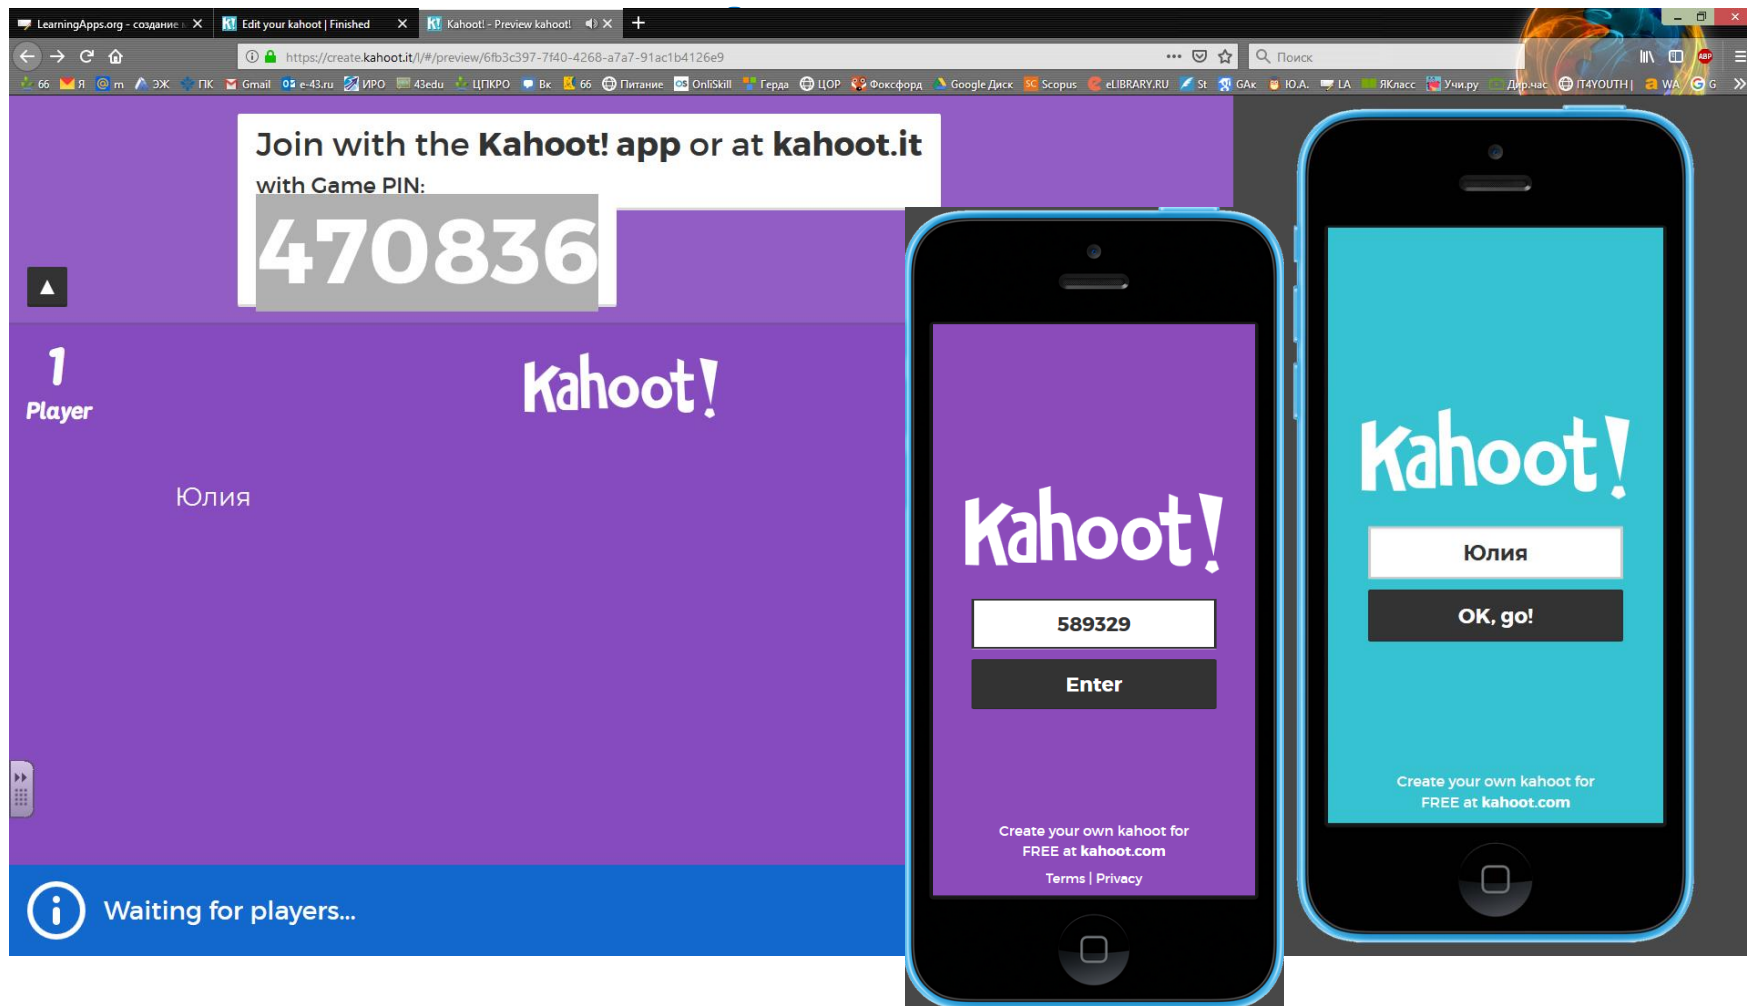 LearningApps.org - создание
Edit your kahoot | Finished
Kahoot! - Preview kahoot!
https://create.kahoot.it/l/#/preview/6fb3c397-7f40-4268-a7a7-91ac1b4126e9
Поиск
66 Я m ЭЖ ПК Gmail e-43.ru ИРО 43edu ЦПКРО Вк 66 Питание OnliSkill Герда ЦОР Фоксфорд Google Диск Scopus eLIBRARY.RU St GАк Ю.А. LA ЯКласс Учи.ру Дир.час IT4YOUTH | WA G
Join with the Kahoot! app or at kahoot.it
with Game PIN:
470836
1
Player
Kahoot!
Юлия
Waiting for players...
Kahoot!
589329
Enter
Create your own kahoot for
FREE at kahoot.com
Terms | Privacy
Kahoot!
Юлия
OK, go!
Create your own kahoot for
FREE at kahoot.com